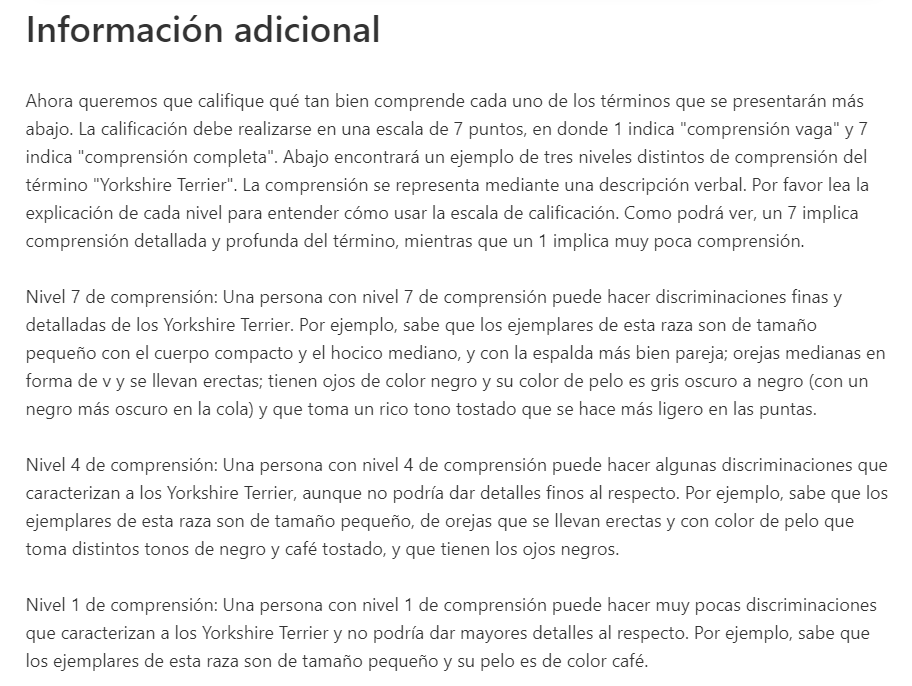 Información adicional
Ahora queremos que califique qué tan bien comprende cada uno de los términos que se presentarán más
abajo. La calificación debe realizarse en una escala de 7 puntos, en donde 1 indica "comprensión vaga" y 7
indica "comprensión completa". Abajo encontrará un ejemplo de tres niveles distintos de comprensión del
término "Yorkshire Terrier". La comprensión se representa mediante una descripción verbal. Por favor lea la
explicación de cada nivel para entender cómo usar la escala de calificación. Como podrá ver, un 7 implica
comprensión detallada y profunda del término, mientras que un 1 implica muy poca comprensión.
Nivel 7 de comprensión: Una persona con nivel 7 de comprensión puede hacer discriminaciones finas y
detalladas de los Yorkshire Terrier. Por ejemplo, sabe que los ejemplares de esta raza son de tamaño
pequeño con el cuerpo compacto y el hocico mediano, y con la espalda más bien pareja; orejas medianas en
forma de v y se llevan erectas; tienen ojos de color negro y su color de pelo es gris oscuro a negro (con un
negro más oscuro en la cola) y que toma un rico tono tostado que se hace más ligero en las puntas.
Nivel 4 de comprensión: Una persona con nivel 4 de comprensión puede hacer algunas discriminaciones que
caracterizan a los Yorkshire Terrier, aunque no podría dar detalles finos al respecto. Por ejemplo, sabe que los
ejemplares de esta raza son de tamaño pequeño, de orejas que se llevan erectas y con color de pelo que
toma distintos tonos de negro y café tostado, y que tienen los ojos negros.
Nivel 1 de comprensión: Una persona con nivel 1 de comprensión puede hacer muy pocas discriminaciones
que caracterizan a los Yorkshire Terrier y no podría dar mayores detalles al respecto. Por ejemplo, sabe que
los ejemplares de esta raza son de tamaño pequeño y su pelo es de color café.